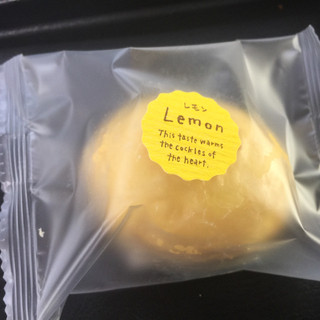 レモン
Lemon
This taste warms
the cockles of
the heart.